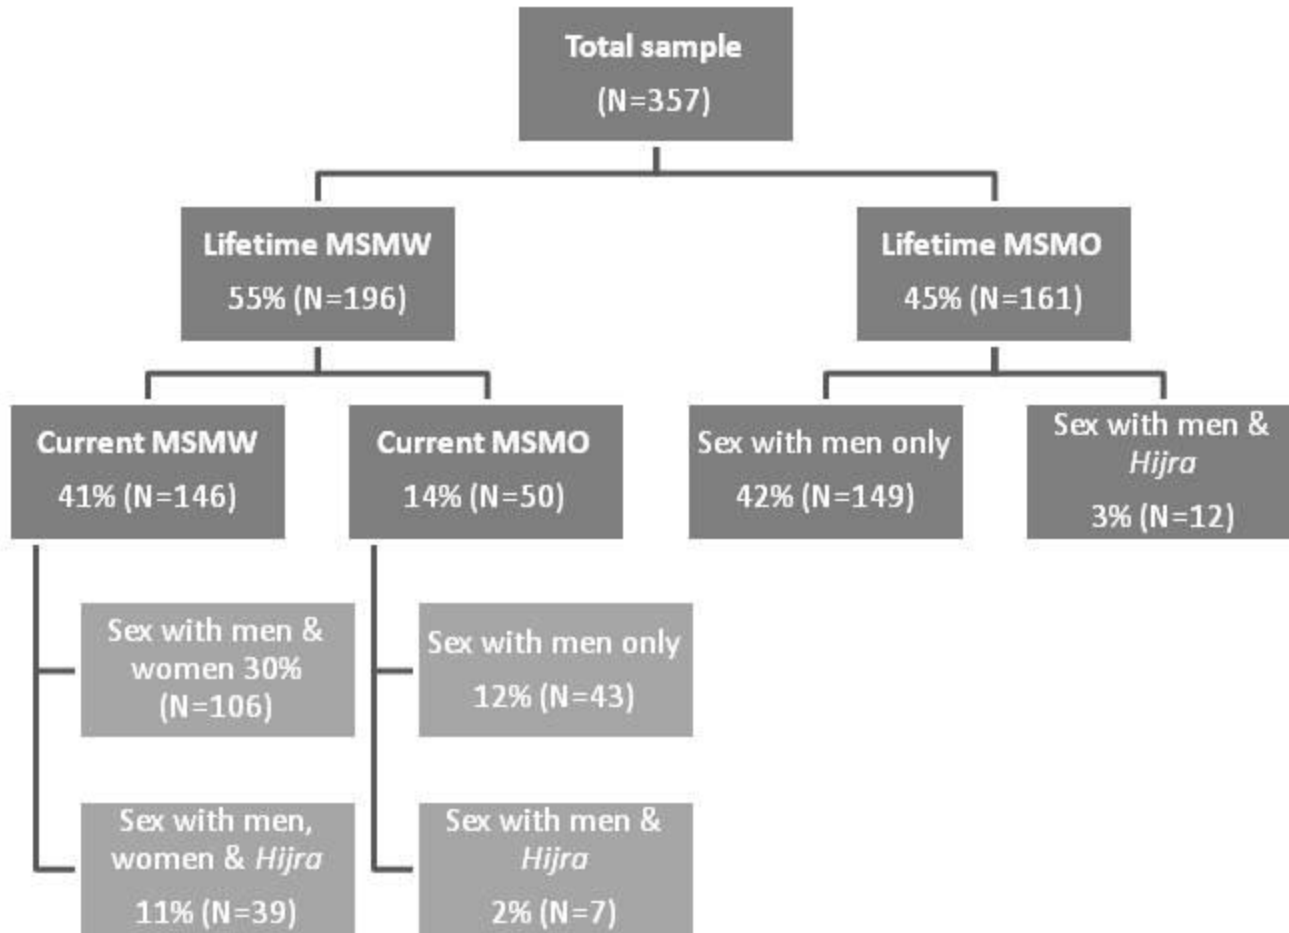 Total sample
(N=357)
Lifetime MSMW
55% (N=196)
Lifetime MSMO
45% (N=161)
Current MSMW
41% (N=146)
Current MSMO
14% (N=50)
Sex with men only
42% (N=149)
Sex with men &
Hijra
3% (N=12)
Sex with men &
women 30%
(N=106)
Sex with men only
12% (N=43)
Sex with men,
women & Hijra
11% (N=39)
Sex with men &
Hijra
2% (N=7)